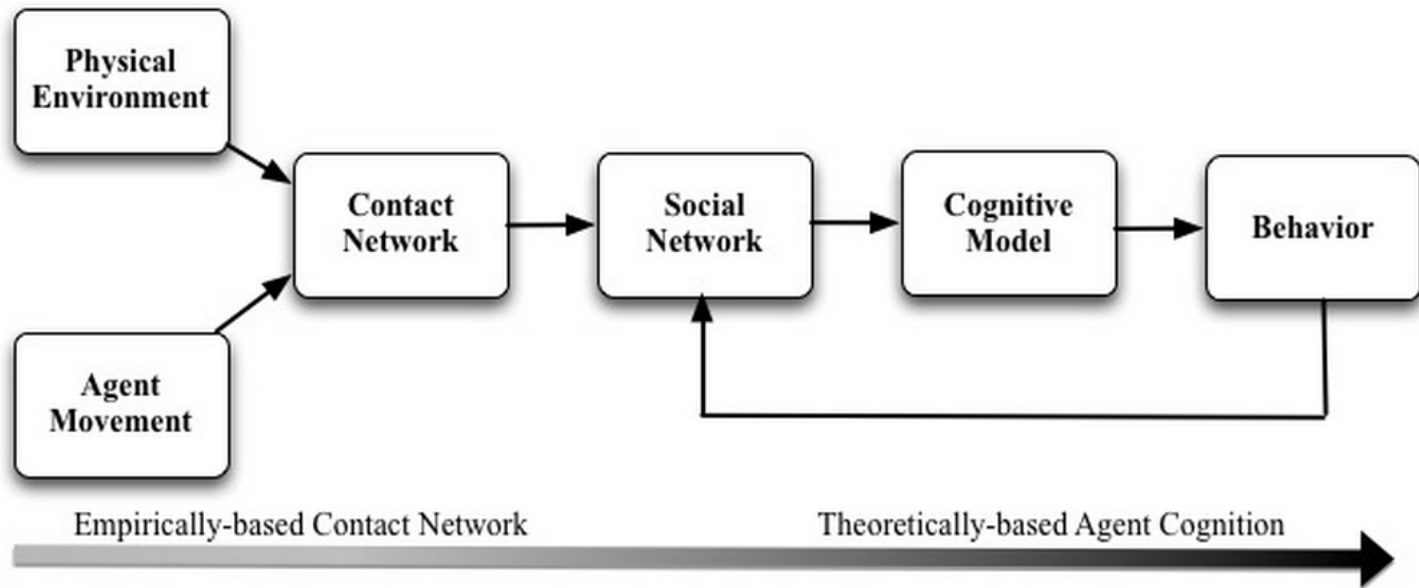 Physical
Environment
Contact
Network
Social
Network
Cognitive
Model
Behavior
Agent
Movement
Empirically-based Contact Network
Theoretically-based Agent Cognition